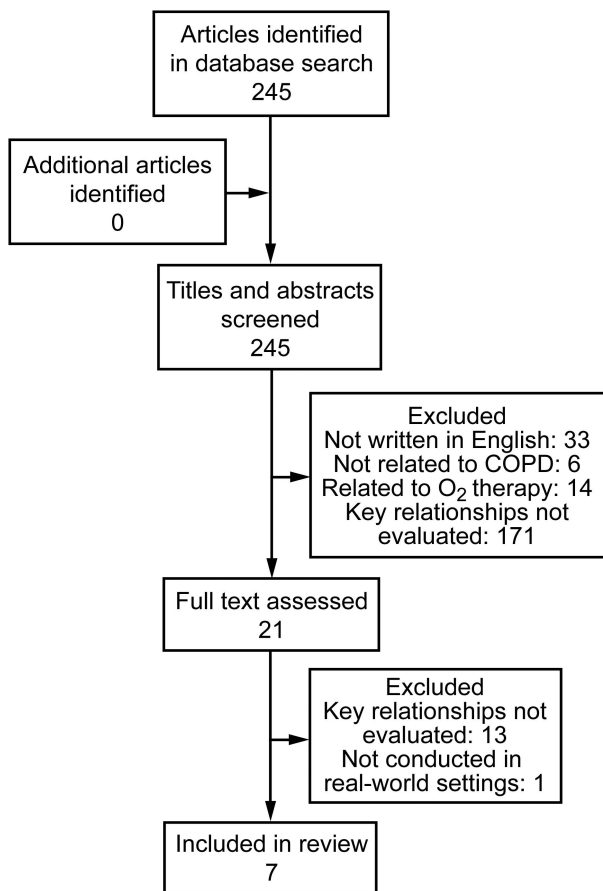 Articles identified
in database search
245
Additional articles
identified
0
Titles and abstracts
screened
245
Excluded
Not written in English: 33
Not related to COPD: 6
Related to O2 therapy: 14
Key relationships not
evaluated: 171
Full text assessed
21
Excluded
Key relationships not
evaluated: 13
Not conducted in
real-world settings: 1
Included in review
7